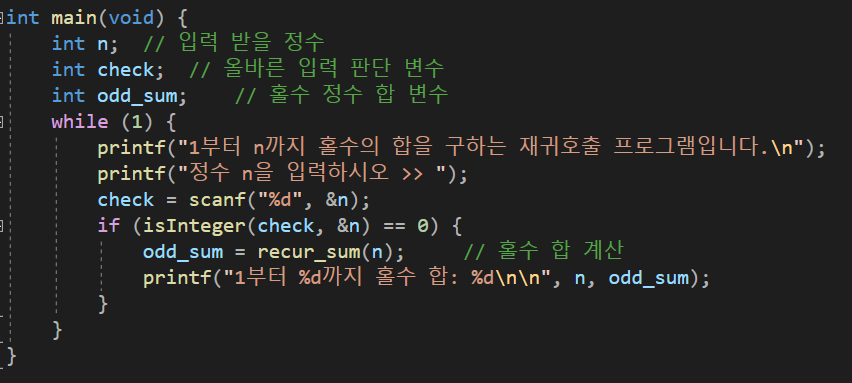 int main(void) {
int n;  // 입력 받을 정수
int check;  // 올바른 입력 판단 변수
int odd_sum;    // 홀수 정수 합 변수
while (1) {
printf("1부터 n까지 홀수의 합을 구하는 재귀호출 프로그램입니다.\n");
printf("정수 n을 입력하시오 >> ");
check = scanf("%d", &n);
if (isInteger(check, &n) == 0) {
odd_sum = recur_sum(n);     // 홀수 합 계산
printf("1부터 %d까지 홀수 합: %d\n\n", n, odd_sum);
}
}
}